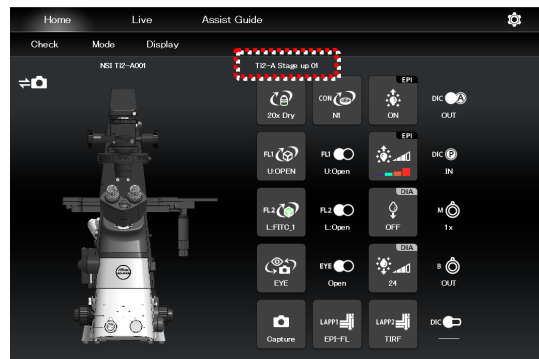 Home Live Assist Guide
Check Mode Display
NSI Ti2-A001
Ti2-A Stage up 01
EPI
CON DIC A
20x Dry N1 ON OUT
EPI
FL1 FL1 DIC P
U:OPEN U:Open IN
DIA
FL2 FL2 M
L:FITC_1 L:Open OFF 1x
DIA
EYE B
EYE Open 24 OUT
LAPP1 LAPP2 DIC
Capture EPI-FL TIRF